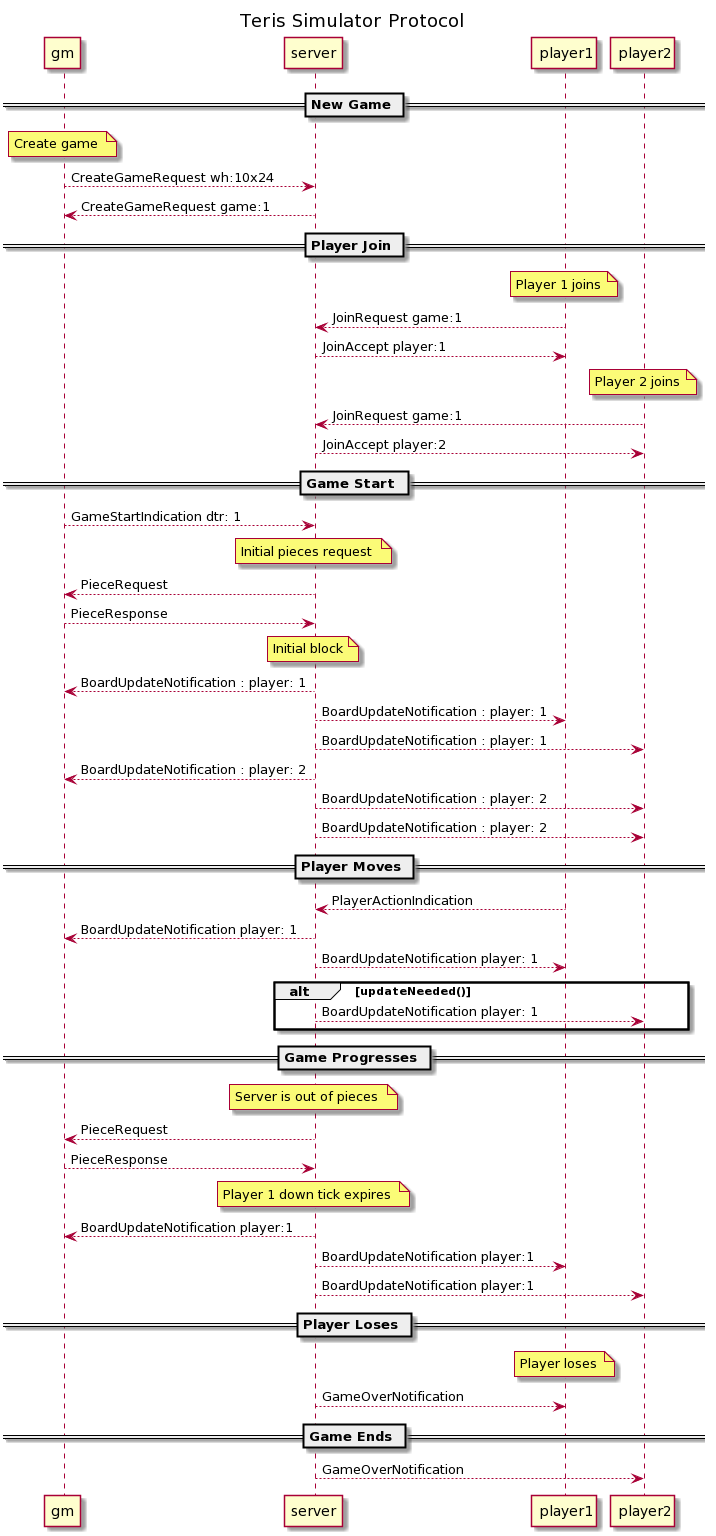 Teris Simulator Protocol
gm
server
player1
player2
New Game
Create game
CreateGameRequest wh:10x24
CreateGameRequest game:1
Player Join
Player 1 joins
JoinRequest game:1
JoinAccept player:1
Player 2 joins
JoinRequest game:1
JoinAccept player:2
Game Start
GameStartIndication dtr: 1
Initial pieces request
PieceRequest
PieceResponse
Initial block
BoardUpdateNotification : player: 1
BoardUpdateNotification : player: 1
BoardUpdateNotification : player: 1
BoardUpdateNotification : player: 2
BoardUpdateNotification : player: 2
BoardUpdateNotification : player: 2
Player Moves
PlayerActionIndication
BoardUpdateNotification player: 1
BoardUpdateNotification player: 1
alt [updateNeeded()]
BoardUpdateNotification player: 1
Game Progresses
Server is out of pieces
PieceRequest
PieceResponse
Player 1 down tick expires
BoardUpdateNotification player:1
BoardUpdateNotification player:1
BoardUpdateNotification player:1
Player Loses
Player loses
GameOverNotification
Game Ends
GameOverNotification
gm
server
player1
player2